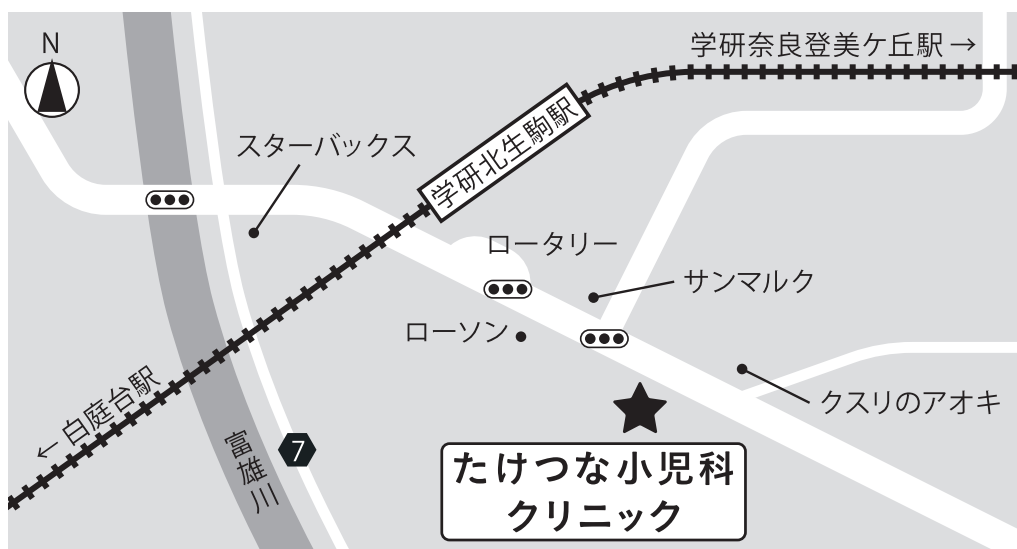 N
学研奈良登美ケ丘駅→
学研北生駒駅
スターバックス
ロータリー
サンマルク
ローソン
←白庭台駅
クスリのアオキ
富雄川
7
たけつな小児科
クリニック